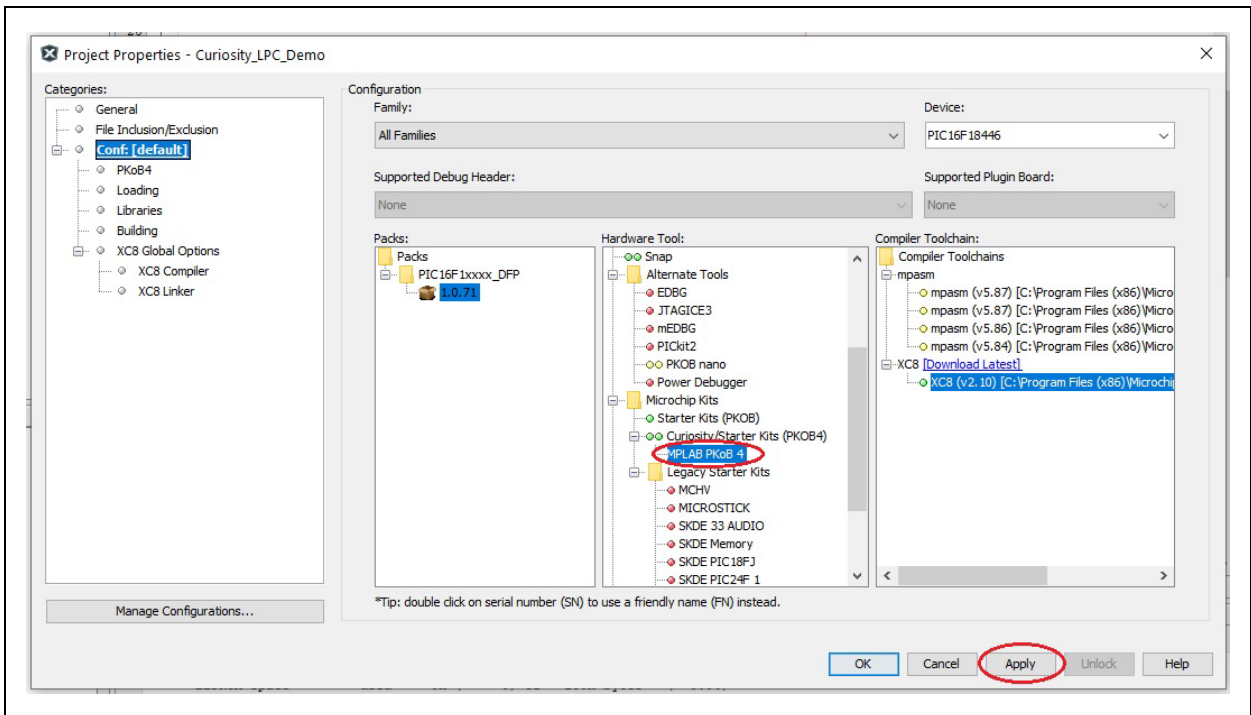 Project Properties - Curiosity_LPC_Demo
Categories:
General
File Inclusion/Exclusion
Conf: [default]
PKoB4
Loading
Libraries
Building
XC8 Global Options
XC8 Compiler
XC8 Linker
Manage Configurations...
Configuration
Family:
All Families
Device:
PIC16F18446
Supported Debug Header:
None
Supported Plugin Board:
None
Packs:
Packs
PIC16F1xxxx_DFP
1.0.71
Hardware Tool:
Snap
Alternate Tools
EDBG
JTAGICE3
mEDBG
PICkit2
PKOB nano
Power Debugger
Microchip Kits
Starter Kits (PKOB)
Curiosity/Starter Kits (PKOB4)
MPLAB PKoB 4
Legacy Starter Kits
MCHV
MICROSTICK
SKDE 33 AUDIO
SKDE Memory
SKDE PIC18FJ
SKDE PIC24F 1
Compiler Toolchain:
Compiler Toolchains
mpasm
mpasm (v5.87) [C:\Program Files (x86)\Micro
mpasm (v5.87) [C:\Program Files (x86)\Micro
mpasm (v5.86) [C:\Program Files (x86)\Micro
mpasm (v5.84) [C:\Program Files (x86)\Micro
XC8 [Download Latest]
XC8 (v2.10) [C:\Program Files (x86)\Microchi
*Tip: double click on serial number (SN) to use a friendly name (FN) instead.
OK Cancel Apply Unlock Help